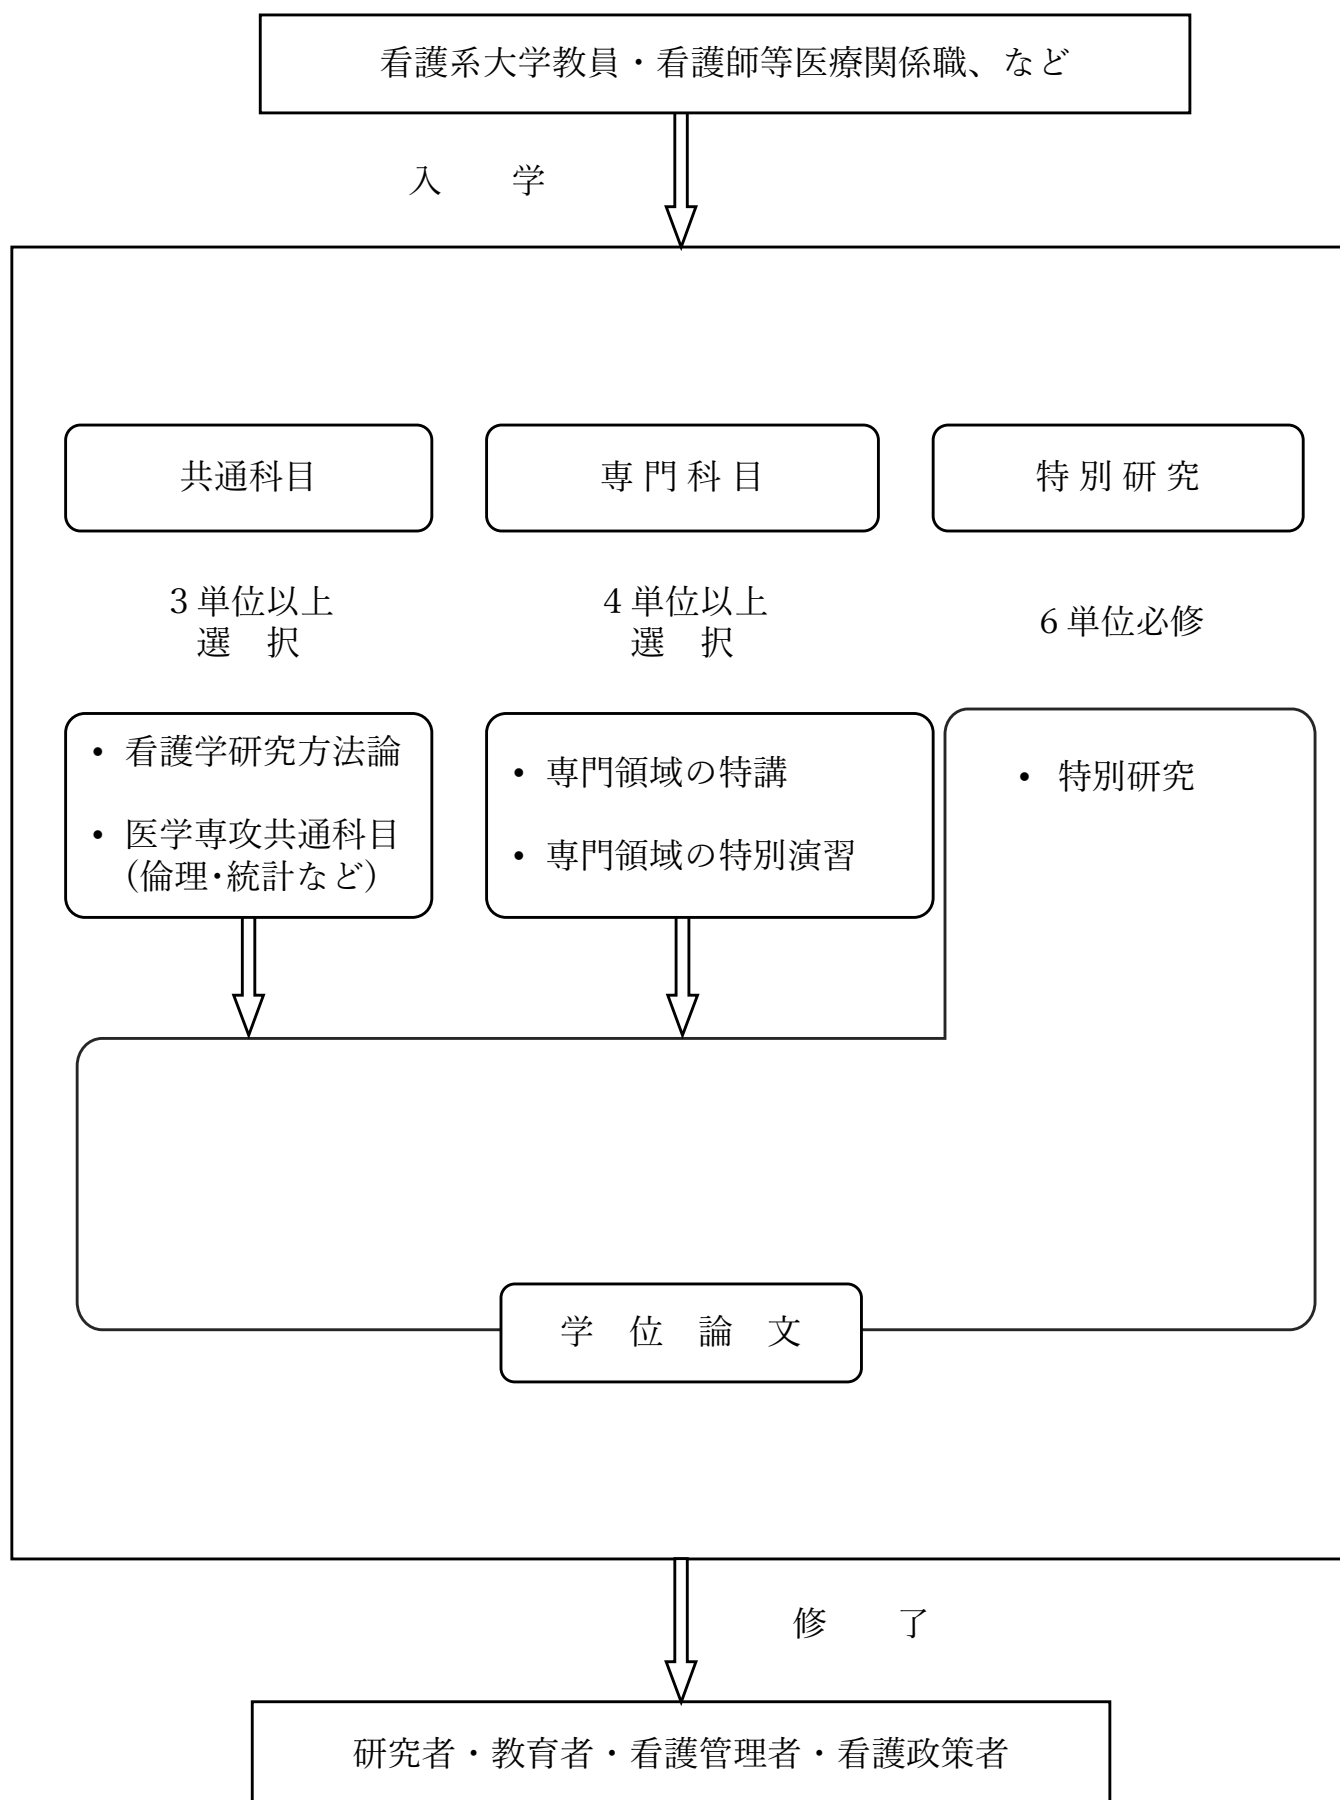 看護系大学教員・看護師等医療関係職、など
入　　学
共通科目
専 門 科 目
特 別 研 究
3 単位以上
選　択
4 単位以上
選　択
6 単位必修
• 看護学研究方法論
• 医学専攻共通科目
(倫理･統計など)
• 専門領域の特講
• 専門領域の特別演習
• 特別研究
学　位　論　文
修　　了
研究者・教育者・看護管理者・看護政策者